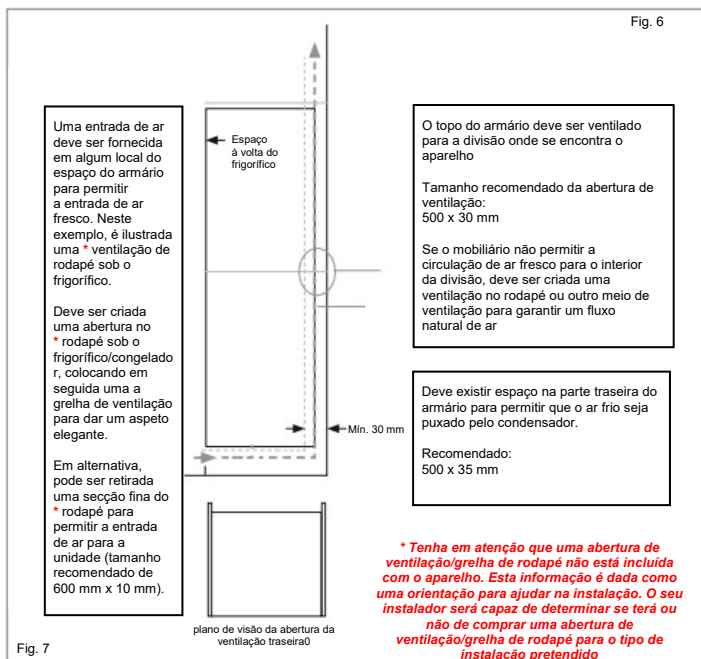 Fig. 6
Uma entrada de ar
deve ser fornecida
em algum local do
espaço do armário
para permitir
a entrada de ar
fresco. Neste
exemplo, é ilustrada
uma * ventilação de
rodapé sob o
frigorífico.
Deve ser criada
uma abertura no
* rodapé sob o
frigorífico/congelado
r, colocando em
seguida uma a
grelha de ventilação
para dar um aspeto
elegante.
Em alternativa,
pode ser retirada
uma secção fina do
* rodapé para
permitir a entrada
de ar para a
unidade (tamanho
recomendado de
600 mm x 10 mm).
Espaço
à volta do
frigorífico
Mín. 30 mm
O topo do armário deve ser ventilado
para a divisão onde se encontra o
aparelho
Tamanho recomendado da abertura de
ventilação:
500 x 30 mm
Se o mobiliário não permitir a
circulação de ar fresco para o interior
da divisão, deve ser criada uma
ventilação no rodapé ou outro meio de
ventilação para garantir um fluxo
natural de ar
Deve existir espaço na parte traseira do
armário para permitir que o ar frio seja
puxado pelo condensador.
Recomendado:
500 x 35 mm
* Tenha em atenção que uma abertura de
ventilação/grelha de rodapé não está incluída
com o aparelho. Esta informação é dada como
uma orientação para ajudar na instalação. O seu
instalador será capaz de determinar se terá ou
não de comprar uma abertura de
ventilação/grelha de rodapé para o tipo de
instalação pretendido
plano de visão da abertura da
ventilação traseira0
Fig. 7